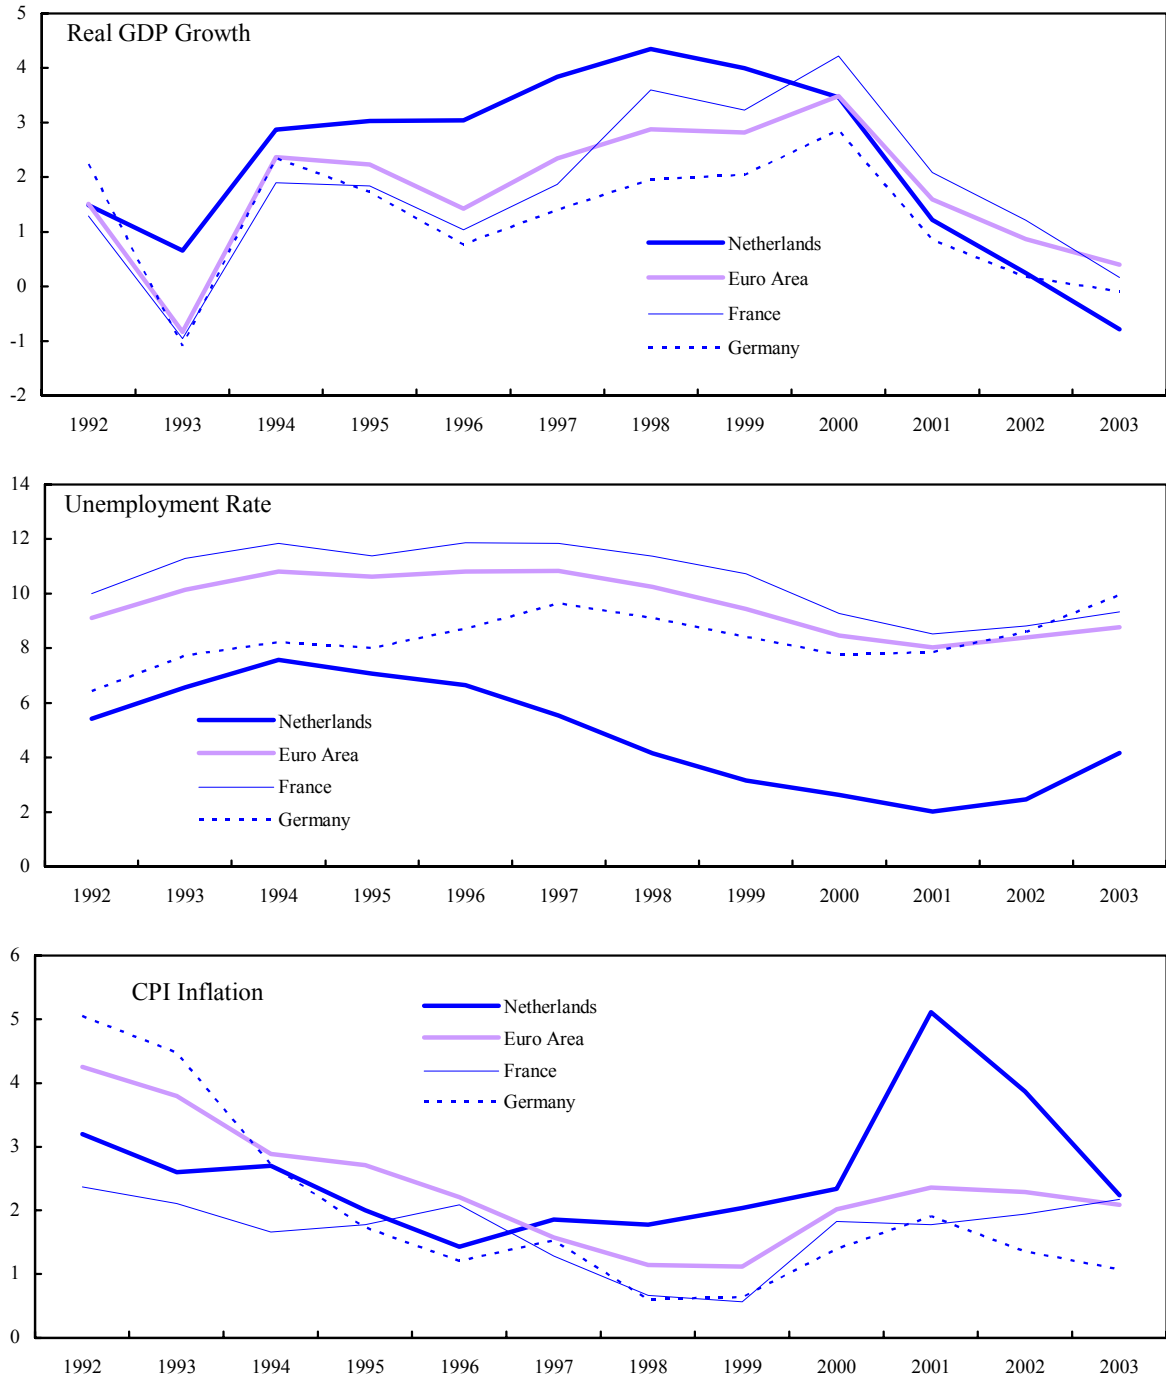 Real GDP Growth
5
4
3
2
1
0
-1
-2
Netherlands
Euro Area
France
Germany
1992 1993 1994 1995 1996 1997 1998 1999 2000 2001 2002 2003
Unemployment Rate
14
12
10
8
6
4
2
0
Netherlands
Euro Area
France
Germany
1992 1993 1994 1995 1996 1997 1998 1999 2000 2001 2002 2003
CPI Inflation
6
5
4
3
2
1
0
Netherlands
Euro Area
France
Germany
1992 1993 1994 1995 1996 1997 1998 1999 2000 2001 2002 2003